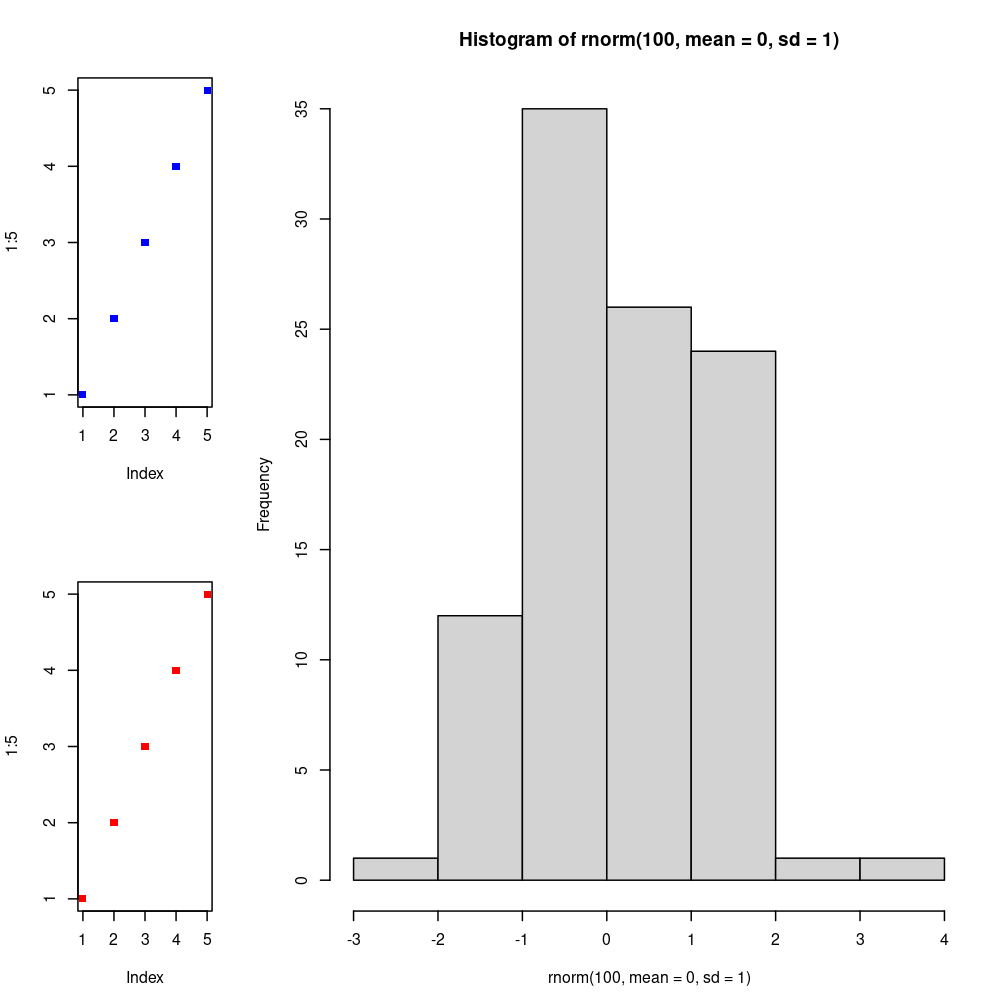 5
4
3
2
1
1:5
1 2 3 4 5
Index
5
4
3
2
1
1:5
1 2 3 4 5
Index
Histogram of rnorm(100, mean = 0, sd = 1)
35
30
25
20
15
10
5
0
Frequency
-3 -2 -1 0 1 2 3 4
rnorm(100, mean = 0, sd = 1)